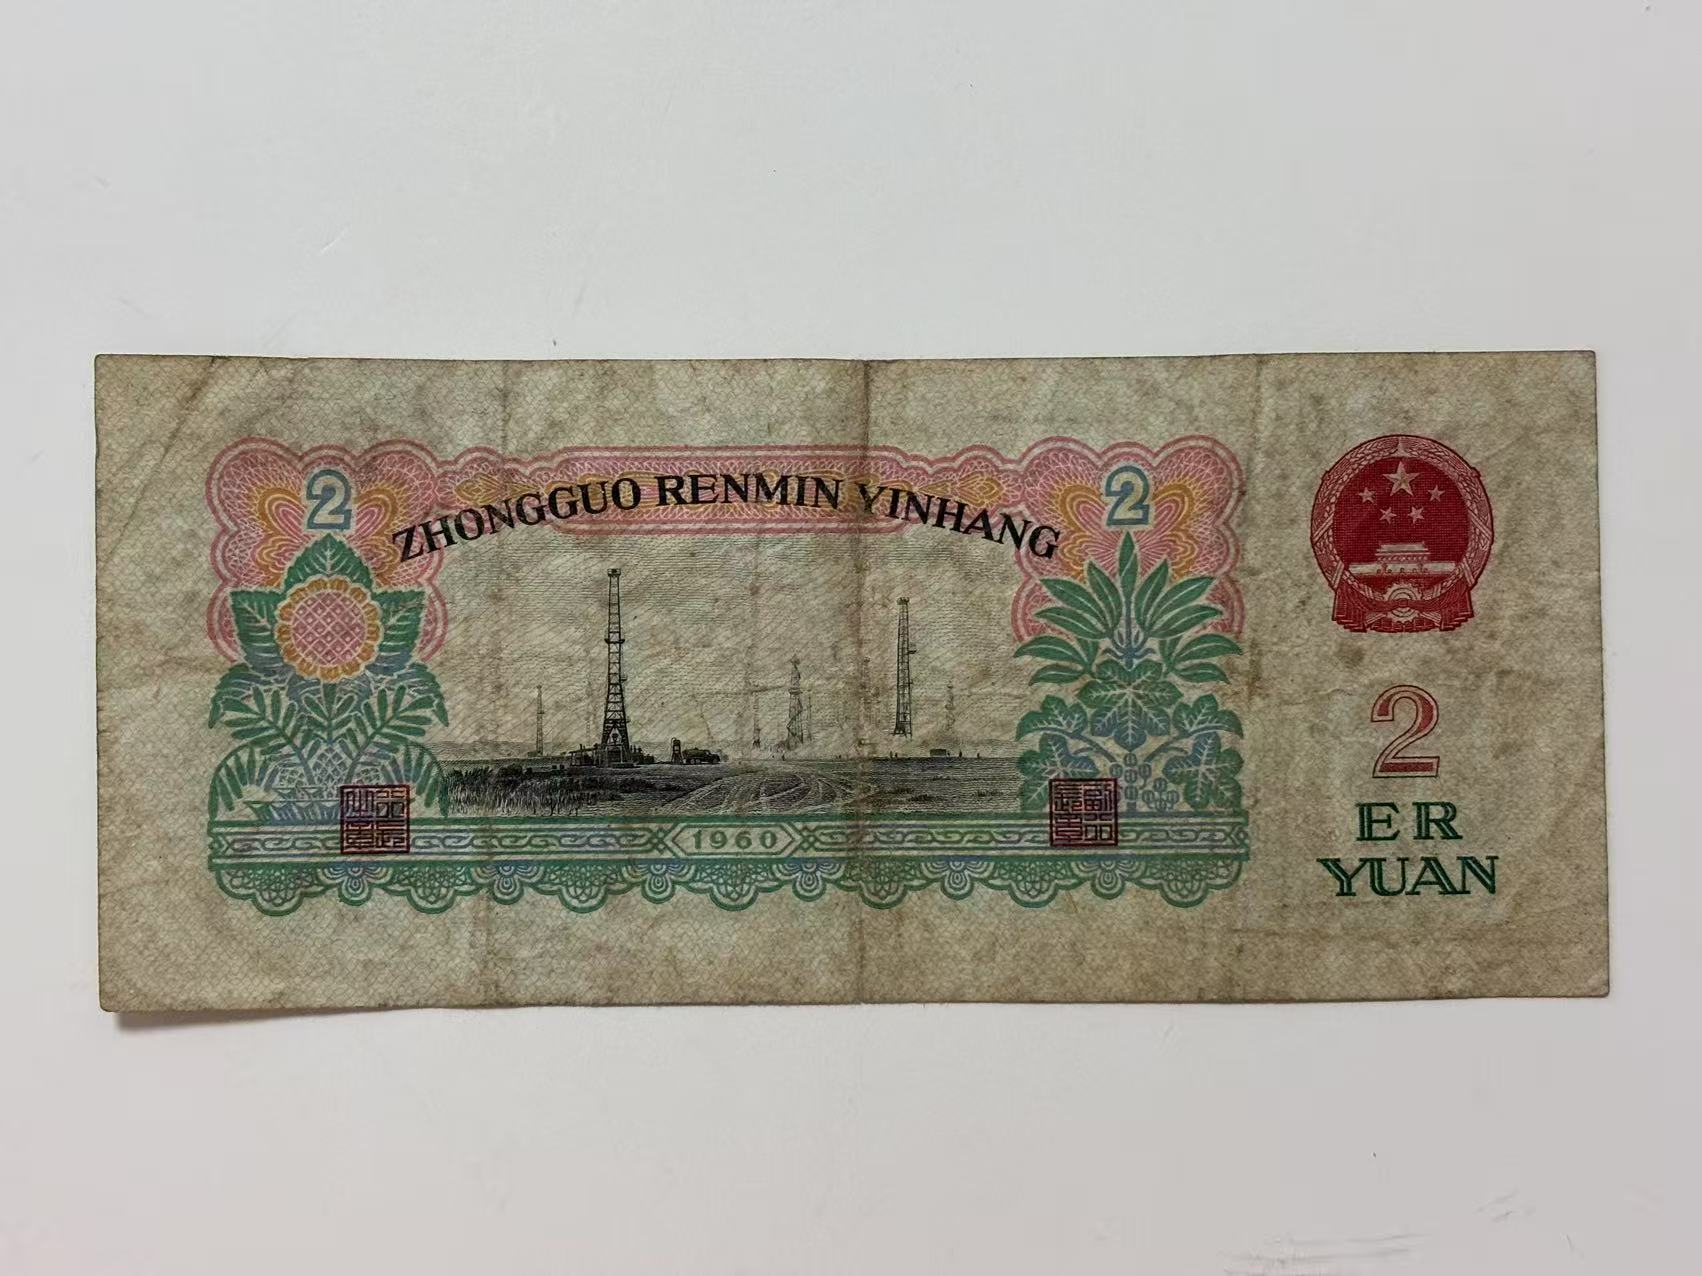 ZHONGGUO RENMIN YINHANG
2
2
1960
2
ER
YUAN